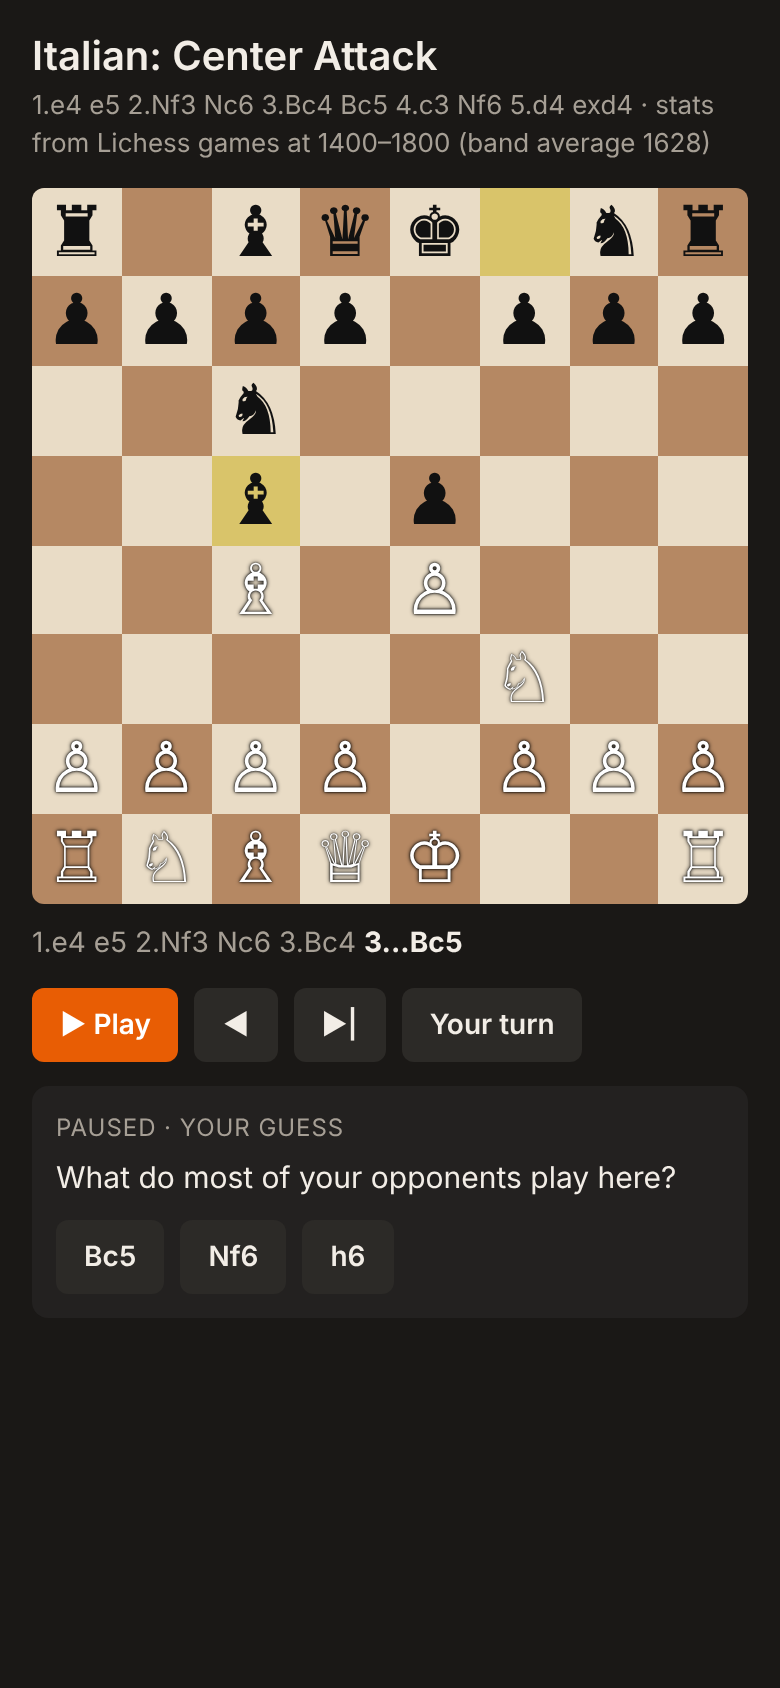 Italian: Center Attack
1.e4 e5 2.Nf3 Nc6 3.Bc4 Bc5 4.c3 Nf6 5.d4 exd4 · stats
from Lichess games at 1400–1800 (band average 1628)
1.e4 e5 2.Nf3 Nc6 3.Bc4 3...Bc5
▶ Play ◀ ▶| Your turn
PAUSED · YOUR GUESS
What do most of your opponents play here?
Bc5 Nf6 h6